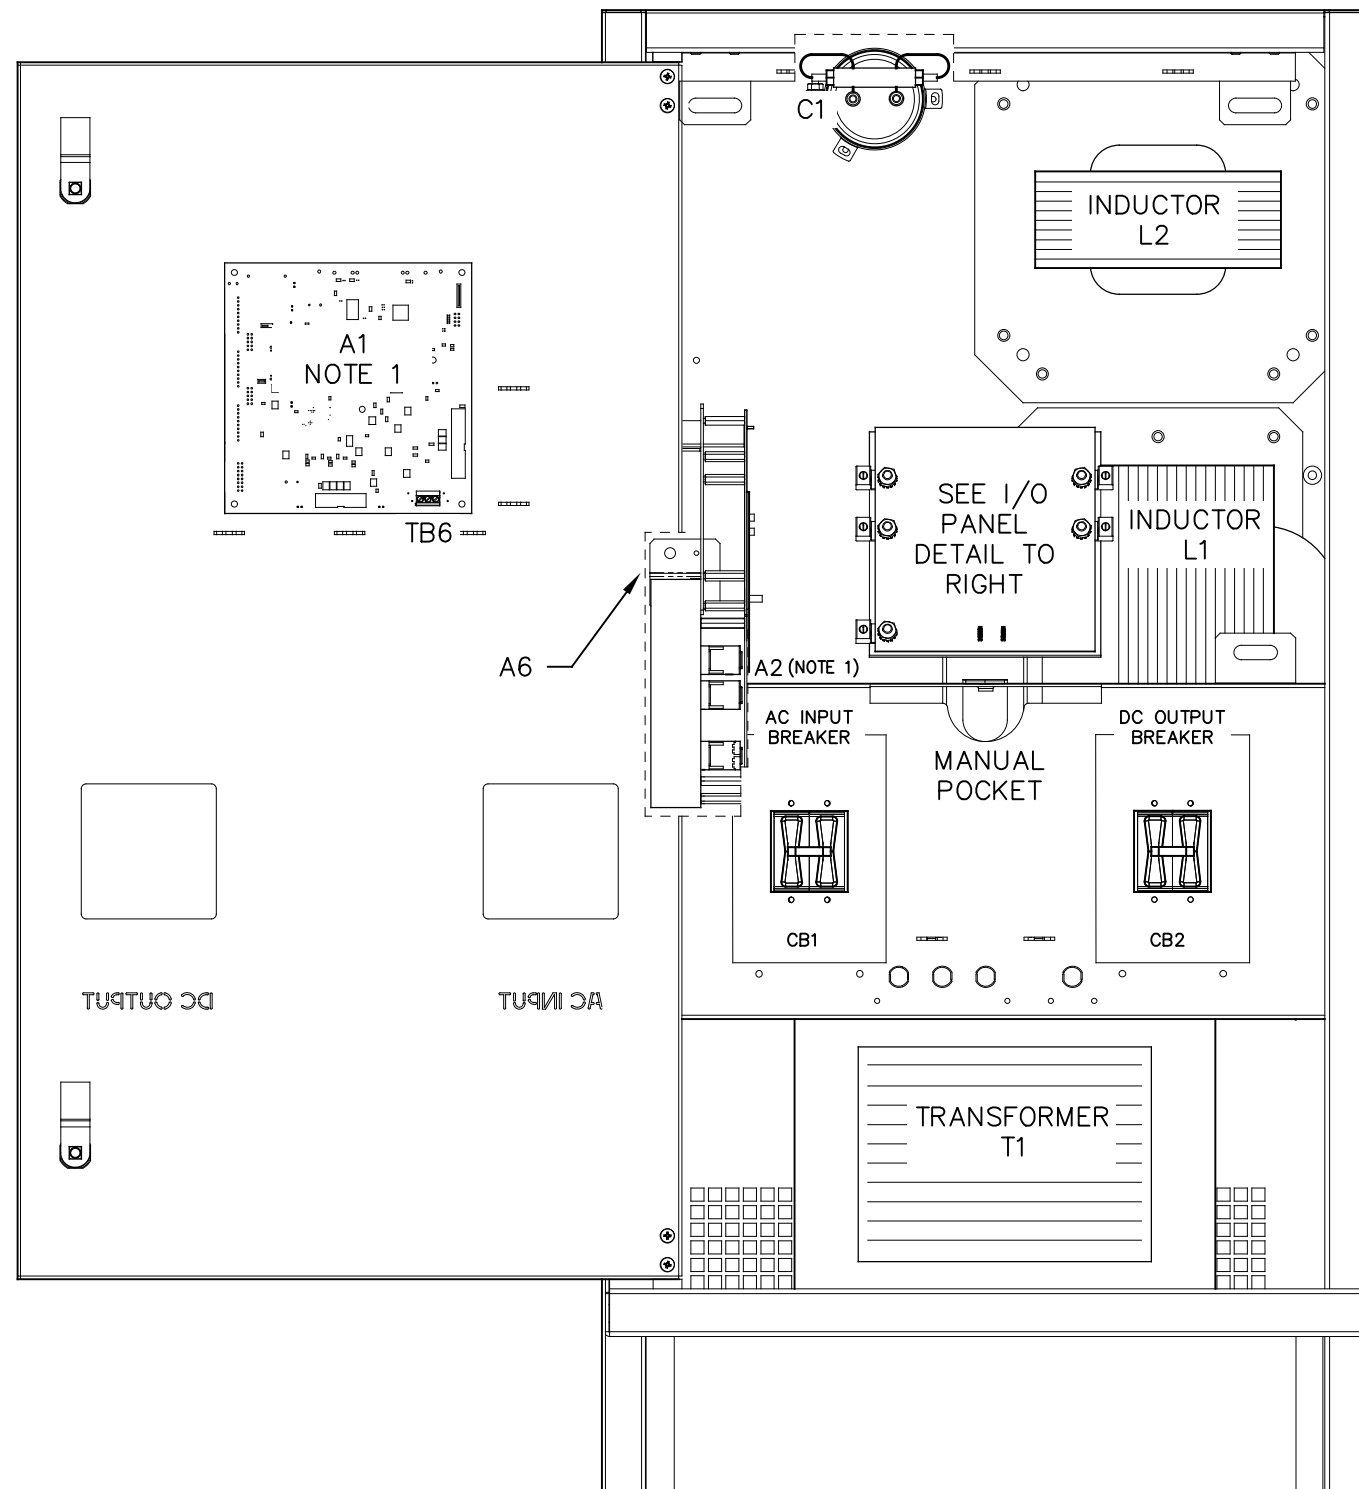 C1
INDUCTOR
L2
A1
NOTE 1
TB6
SEE I/O
PANEL
DETAIL TO
RIGHT
INDUCTOR
L1
A6
A2 (NOTE 1)
AC INPUT
BREAKER
DC OUTPUT
BREAKER
MANUAL
POCKET
CB1
CB2
DC OUTPUT
AC INPUT
TRANSFORMER
T1